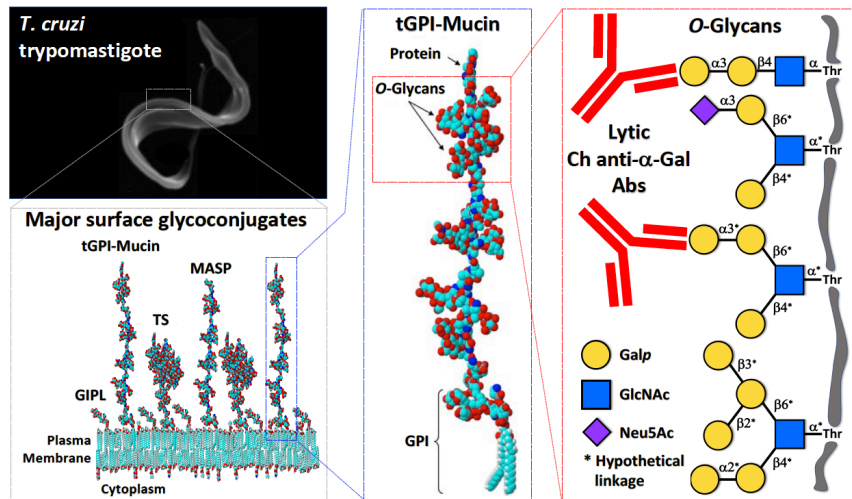 T. cruzi
trypomastigote
Major surface glycoconjugates
tGPI-Mucin
MASP
TS
GIPL
Plasma
Membrane
Cytoplasm
tGPI-Mucin
Protein
O-Glycans
GPI
O-Glycans
α3
β4
α
Thr
Lytic
Ch anti-α-Gal
Abs
α3
β6*
α*
Thr
β4*
α3*
β6*
α*
Thr
β4*
β3*
β2*
β6*
α*
Thr
α2*
β4*
Galp
GlcNAc
Neu5Ac
* Hypothetical
linkage